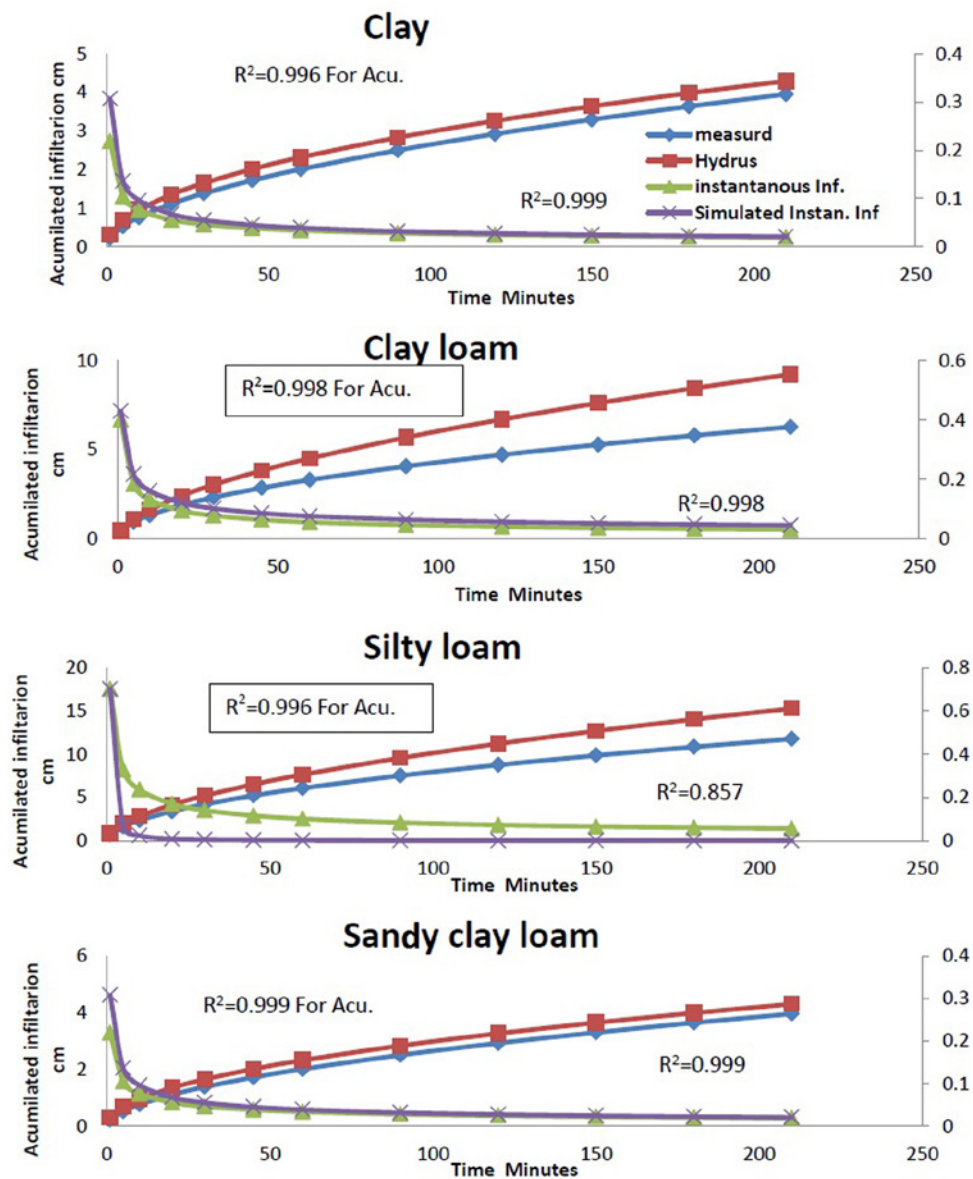 Clay
Acumilated infiltarion cm
5
4
3
2
1
0
R²=0.996 For Acu.
0.4
0.3
0.2
0.1
0
measurd
Hydrus
instantanous Inf.
Simulated Instan. Inf
R²=0.999
0 50 100 150 200 250
Time Minutes
Clay loam
Acumilated infiltarion
cm
10
5
0
R²=0.998 For Acu.
0.6
0.4
0.2
0
R²=0.998
0 50 100 150 200 250
Time Minutes
Silty loam
Acumilated infiltarion
cm
20
15
10
5
0
R²=0.996 For Acu.
0.8
0.6
0.4
0.2
0
R²=0.857
0 50 100 150 200 250
Time Minutes
Sandy clay loam
Acumilated infiltarion
cm
6
4
2
0
R²=0.999 For Acu.
0.4
0.3
0.2
0.1
0
R²=0.999
0 50 100 150 200 250
Time Minutes